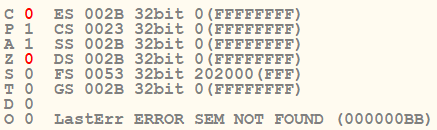 C 0 ES 002B 32bit 0(FFFFFFFF)
P 1 CS 0023 32bit 0(FFFFFFFF)
A 1 SS 002B 32bit 0(FFFFFFFF)
Z 0 DS 002B 32bit 0(FFFFFFFF)
S 0 FS 0053 32bit 202000(FFF)
T 0 GS 002B 32bit 0(FFFFFFFF)
D 0
O 0 LastErr ERROR SEM NOT FOUND (000000BB)